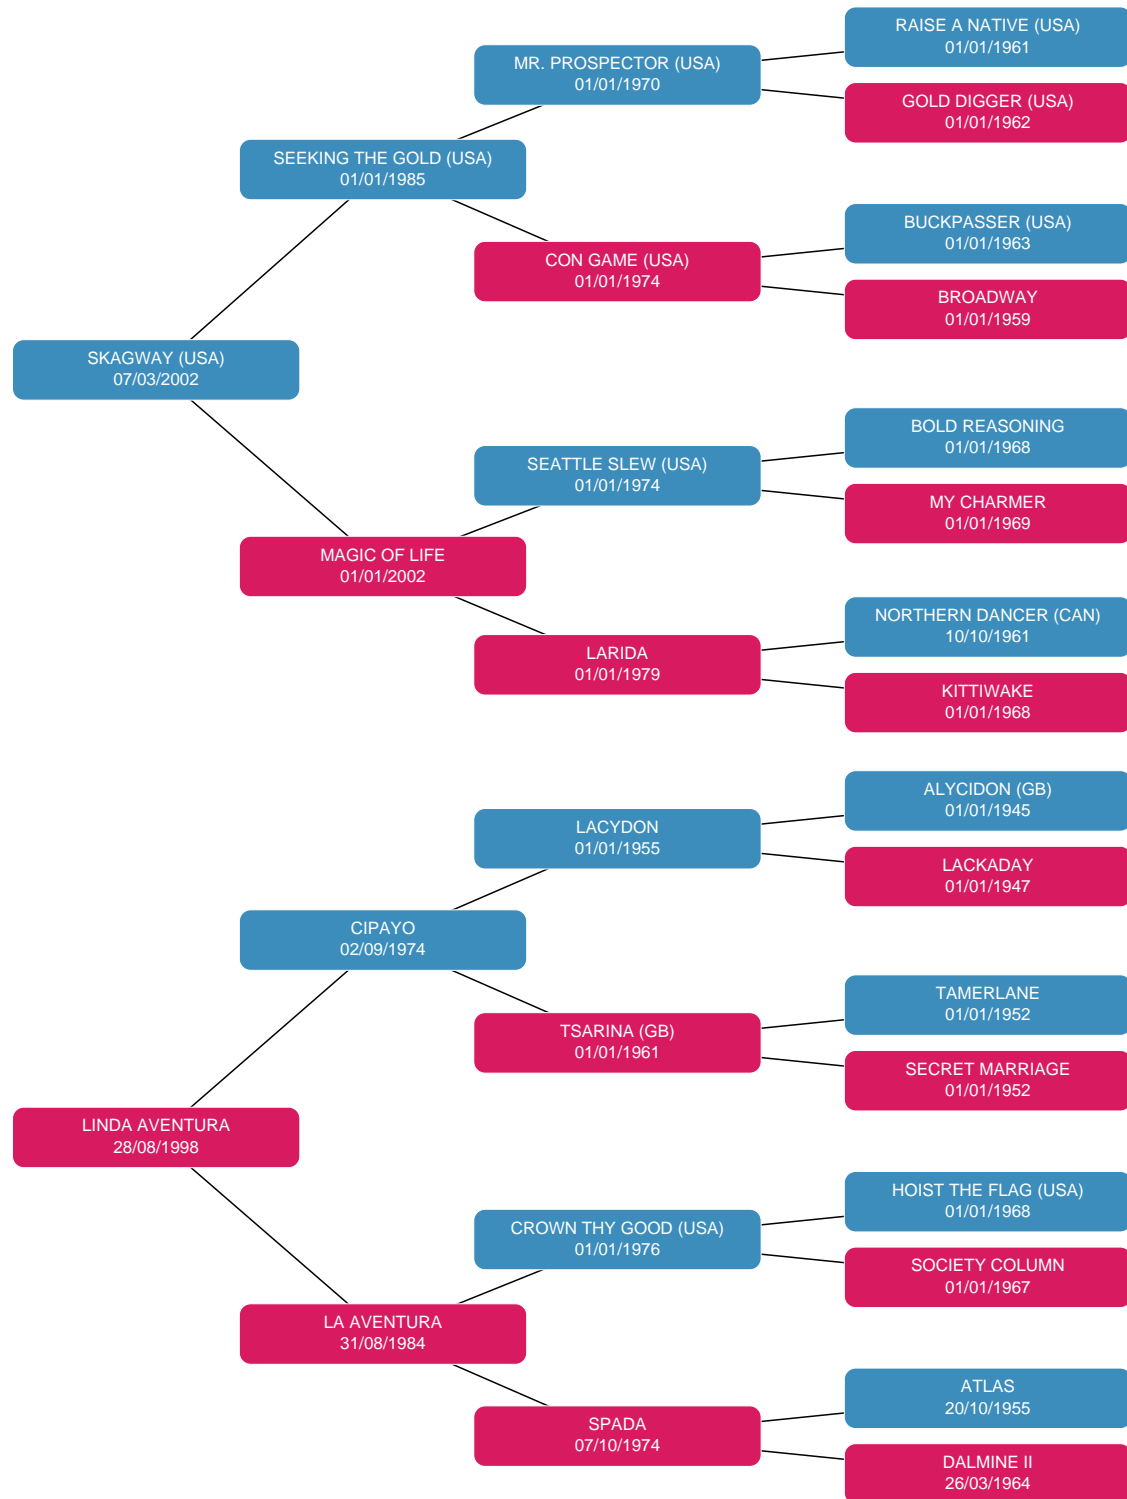 RAISE A NATIVE (USA)
01/01/1961
MR. PROSPECTOR (USA)
01/01/1970
GOLD DIGGER (USA)
01/01/1962
SEEKING THE GOLD (USA)
01/01/1985
BUCKPASSER (USA)
01/01/1963
CON GAME (USA)
01/01/1974
BROADWAY
01/01/1959
SKAGWAY (USA)
07/03/2002
BOLD REASONING
01/01/1968
SEATTLE SLEW (USA)
01/01/1974
MY CHARMER
01/01/1969
MAGIC OF LIFE
01/01/2002
NORTHERN DANCER (CAN)
10/10/1961
LARIDA
01/01/1979
KITTIWAKE
01/01/1968
ALYCIDON (GB)
01/01/1945
LACYDON
01/01/1955
LACKADAY
01/01/1947
CIPAYO
02/09/1974
TAMERLANE
01/01/1952
TSARINA (GB)
01/01/1961
SECRET MARRIAGE
01/01/1952
LINDA AVENTURA
28/08/1998
HOIST THE FLAG (USA)
01/01/1968
CROWN THY GOOD (USA)
01/01/1976
SOCIETY COLUMN
01/01/1967
LA AVENTURA
31/08/1984
ATLAS
20/10/1955
SPADA
07/10/1974
DALMINE II
26/03/1964